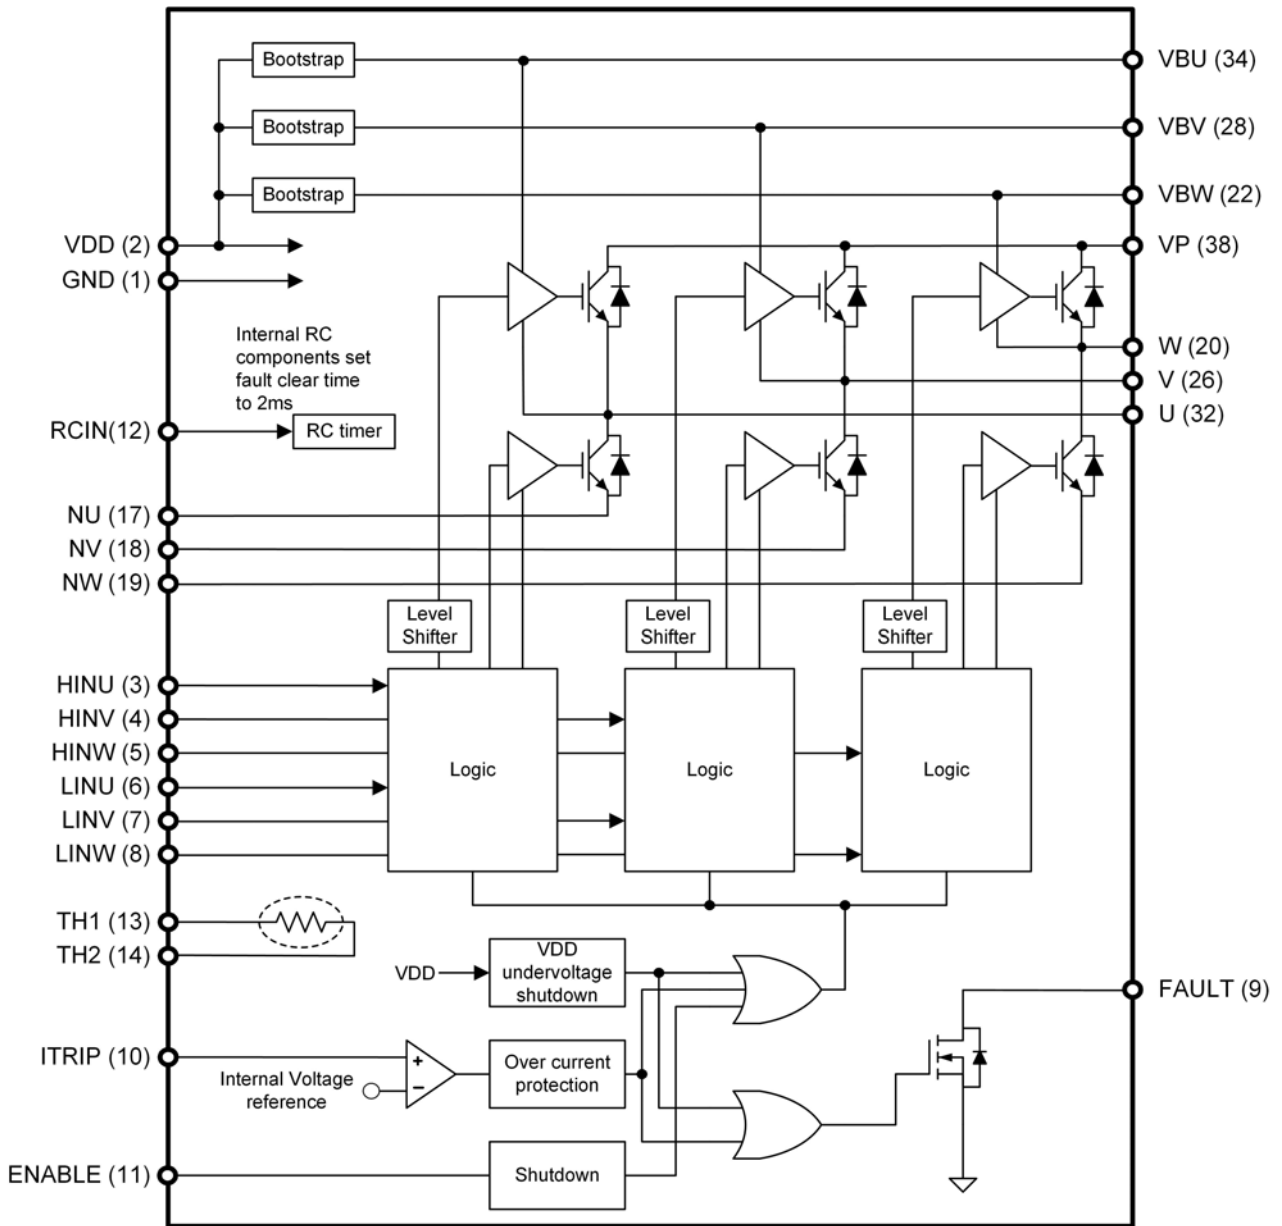 Bootstrap
VBU (34)
Bootstrap
VBV (28)
Bootstrap
VBW (22)
VDD (2)
VP (38)
GND (1)
Internal RC
components set
fault clear time
to 2ms
W (20)
V (26)
U (32)
RCIN(12)
RC timer
NU (17)
NV (18)
NW (19)
Level
Shifter
Level
Shifter
Level
Shifter
HINU (3)
HINV (4)
HINW (5)
LINU (6)
LINV (7)
LINW (8)
Logic
Logic
Logic
TH1 (13)
TH2 (14)
VDD
VDD
undervoltage
shutdown
FAULT (9)
ITRIP (10)
Internal Voltage
reference
+
−
Over current
protection
ENABLE (11)
Shutdown